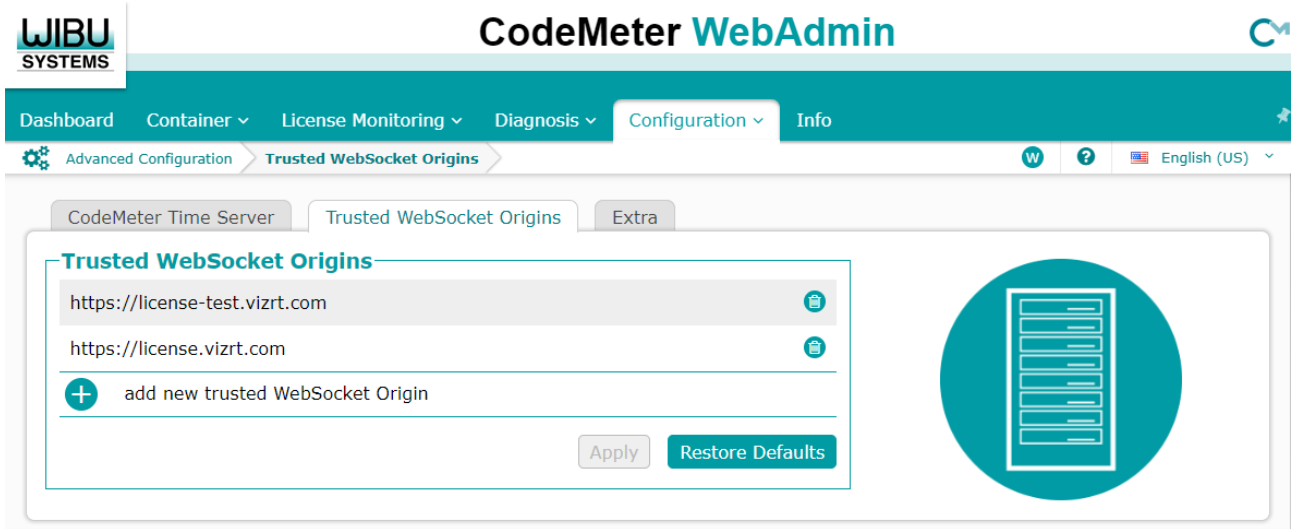 WIBU
SYSTEMS
CodeMeter WebAdmin
CM
Dashboard Container License Monitoring Diagnosis Configuration Info
Advanced Configuration Trusted WebSocket Origins W ? English (US)
CodeMeter Time Server Trusted WebSocket Origins Extra
Trusted WebSocket Origins
https://license-test.vizrt.com
https://license.vizrt.com
+ add new trusted WebSocket Origin
Apply Restore Defaults